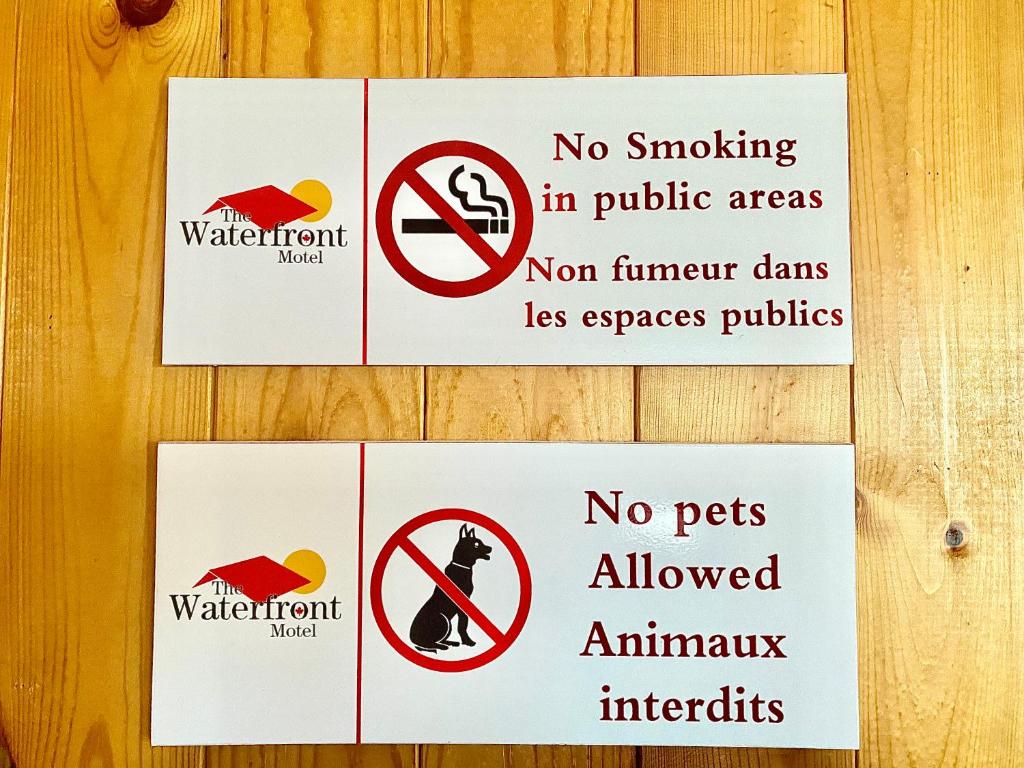 The
Waterfront
Motel
No Smoking
in public areas
Non fumeur dans
les espaces publics
The
Waterfront
Motel
No pets
Allowed
Animaux
interdits